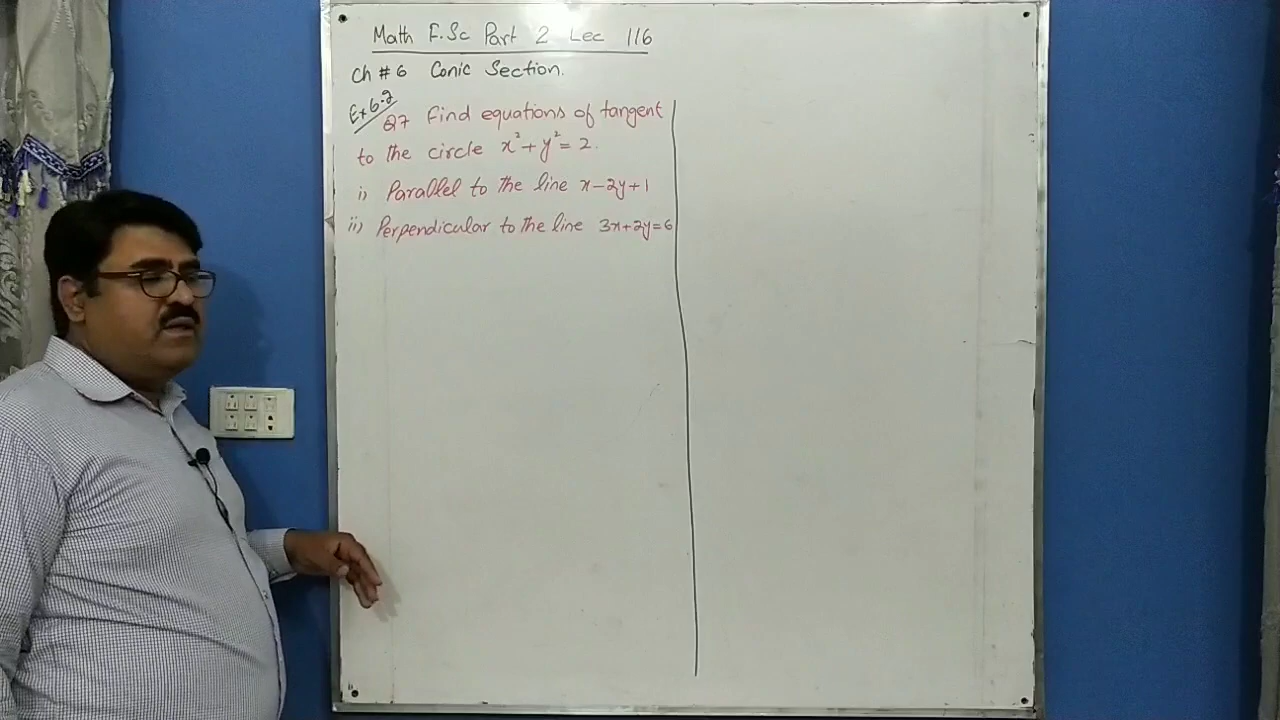 Math F.Sc Part 2 Lec 116
Ch # 6 Conic Section.
Ex 6.2
Q7 Find equations of tangent
to the circle x² + y² = 2.
i) Parallel to the line x-2y+1
ii) Perpendicular to the line 3x+2y=6